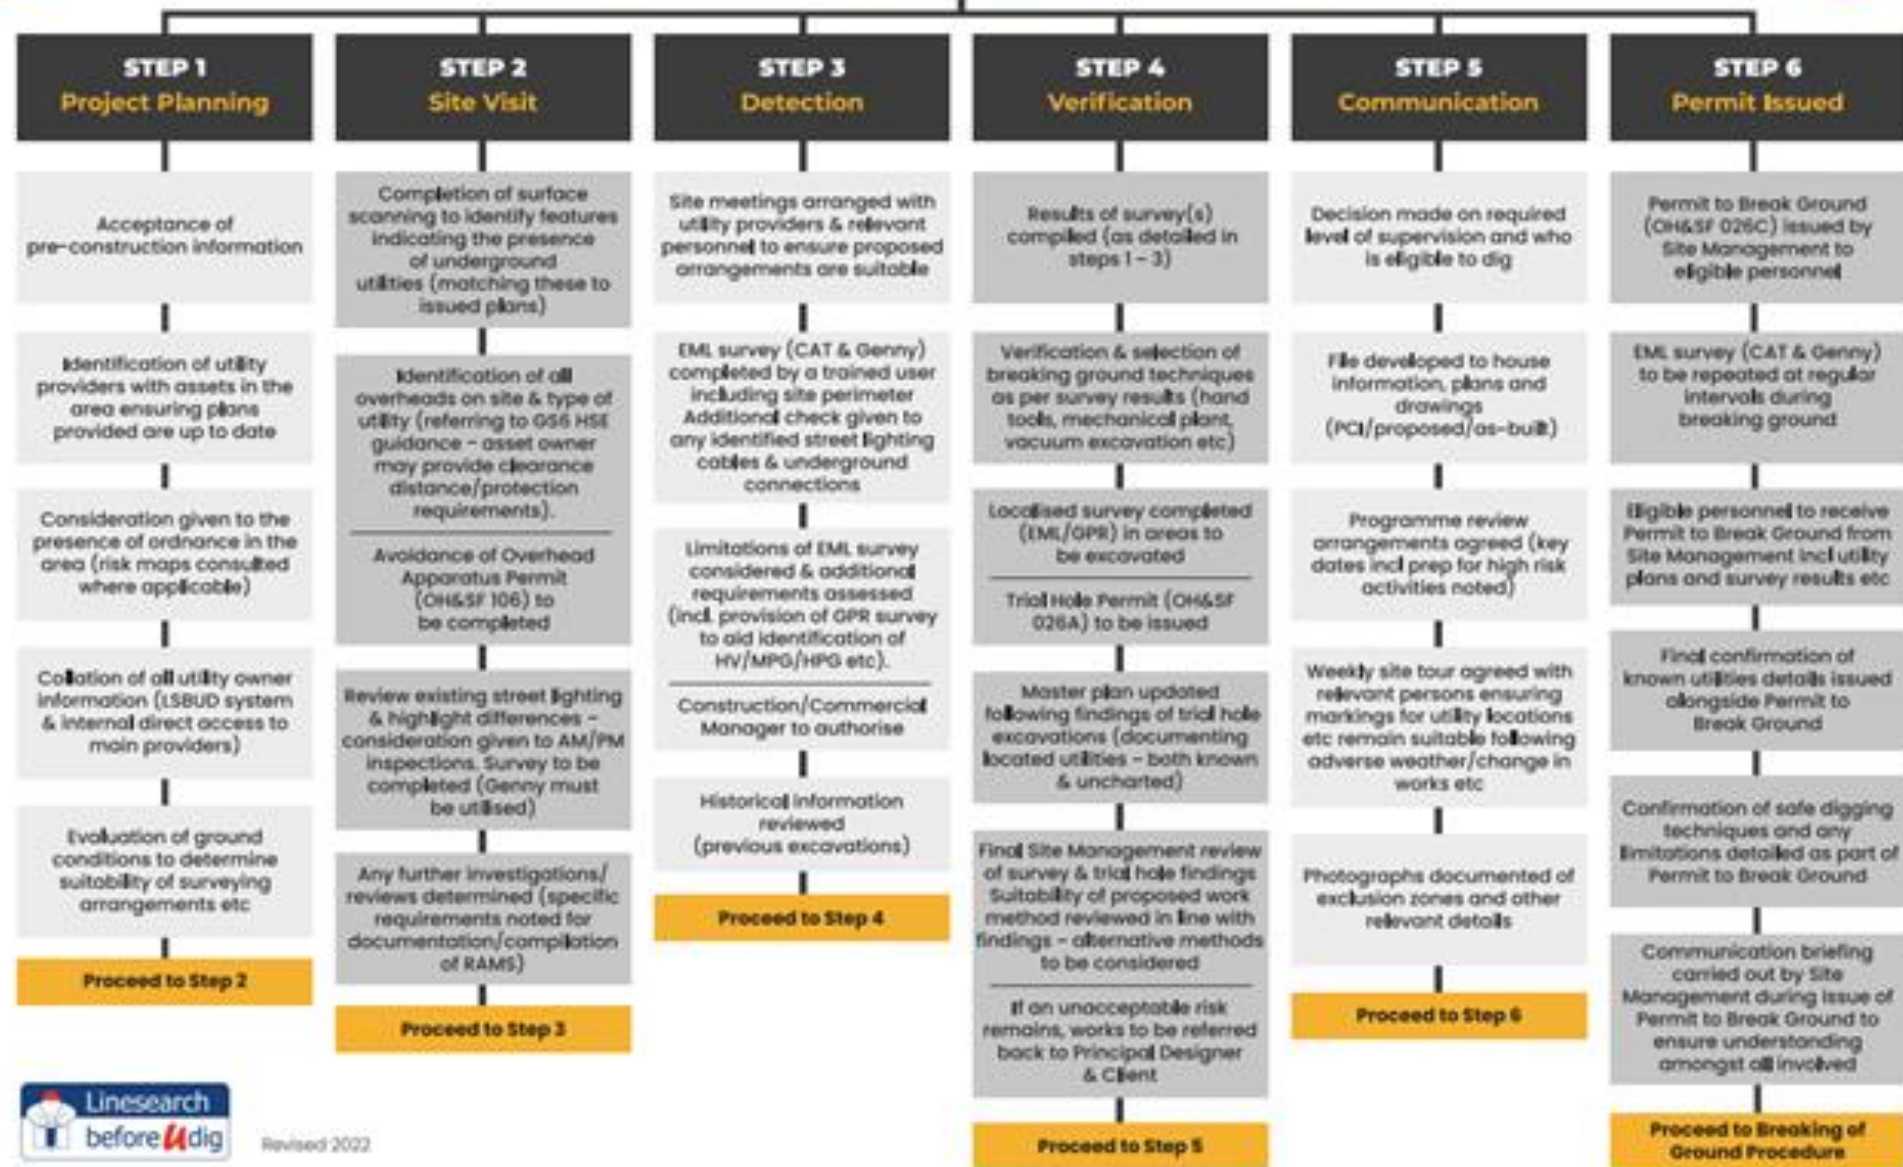 STEP 1
Project Planning
Acceptance of
pre-construction information
Identification of utility
providers with assets in the
area ensuring plans
provided are up to date
Consideration given to the
presence of ordnance in the
area (risk maps consulted
where applicable)
Collation of all utility owner
information (LSBUD system
& internal direct access to
main providers)
Evaluation of ground
conditions to determine
suitability of surveying
arrangements etc
Proceed to Step 2
STEP 2
Site Visit
Completion of surface
scanning to identify features
indicating the presence
of underground
utilities (matching these to
issued plans)
Identification of all
overheads on site & type of
utility (referring to GS6 HSE
guidance – asset owner
may provide clearance
distance/protection
requirements).
Avoidance of Overhead
Apparatus Permit
(OH&SF 106) to
be completed
Review existing street lighting
& highlight differences –
consideration given to AM/PM
inspections. Survey to be
completed (Genny must
be utilised)
Any further investigations/
reviews determined (specific
requirements noted for
documentation/compilation
of RAMS)
Proceed to Step 3
STEP 3
Detection
Site meetings arranged with
utility providers & relevant
personnel to ensure proposed
arrangements are suitable
EML survey (CAT & Genny)
completed by a trained user
including site perimeter
Additional check given to
any identified street lighting
cables & underground
connections
Limitations of EML survey
considered & additional
requirements assessed
(incl. provision of GPR survey
to aid identification of
HV/MPG/HPG etc).
Construction/Commercial
Manager to authorise
Historical information
reviewed
(previous excavations)
Proceed to Step 4
STEP 4
Verification
Results of survey(s)
compiled (as detailed in
steps 1 – 3)
Verification & selection of
breaking ground techniques
as per survey results (hand
tools, mechanical plant,
vacuum excavation etc)
Localised survey completed
(EML/GPR) in areas to
be excavated
Trial Hole Permit (OH&SF
026A) to be issued
Master plan updated
following findings of trial hole
excavations (documenting
located utilities – both known
& uncharted)
Final Site Management review
of survey & trial hole findings
Suitability of proposed work
method reviewed in line with
findings – alternative methods
to be considered
If an unacceptable risk
remains, works to be referred
back to Principal Designer
& Client
Proceed to Step 5
STEP 5
Communication
Decision made on required
level of supervision and who
is eligible to dig
File developed to house
information, plans and
drawings
(PCI/proposed/as-built)
Programme review
arrangements agreed (key
dates incl prep for high risk
activities noted)
Weekly site tour agreed with
relevant persons ensuring
markings for utility locations
etc remain suitable following
adverse weather/change in
works etc
Photographs documented of
exclusion zones and other
relevant details
Proceed to Step 6
STEP 6
Permit Issued
Permit to Break Ground
(OH&SF 026C) issued by
Site Management to
eligible personnel
EML survey (CAT & Genny)
to be repeated at regular
intervals during
breaking ground
Eligible personnel to receive
Permit to Break Ground from
Site Management incl utility
plans and survey results etc
Final confirmation of
known utilities details issued
alongside Permit to
Break Ground
Confirmation of safe digging
techniques and any
limitations detailed as part of
Permit to Break Ground
Communication briefing
carried out by Site
Management during issue of
Permit to Break Ground to
ensure understanding
amongst all involved
Proceed to Breaking of
Ground Procedure
Linesearch
before U dig
Revised 2022